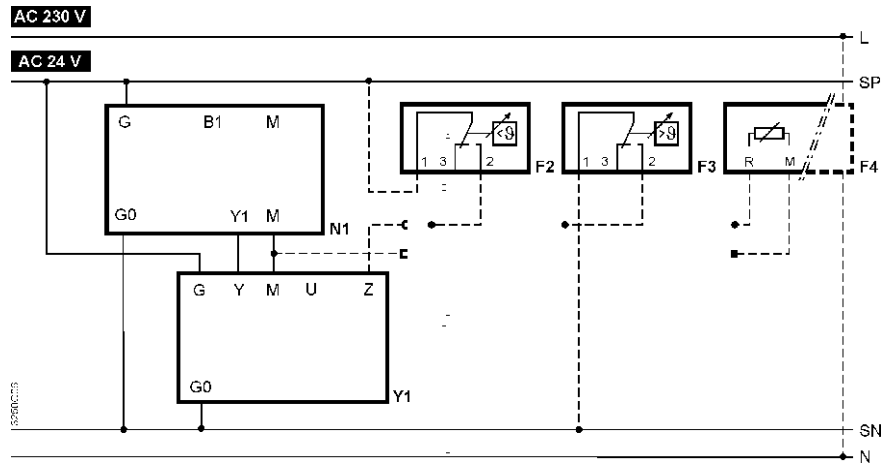 AC 230 V
L
AC 24 V
SP
G B1 M
<ϑ
>ϑ
1 3 2 F2
1 3 2 F3
R M F4
G0 Y1 M N1
G Y M U Z
G0 Y1
SN
N